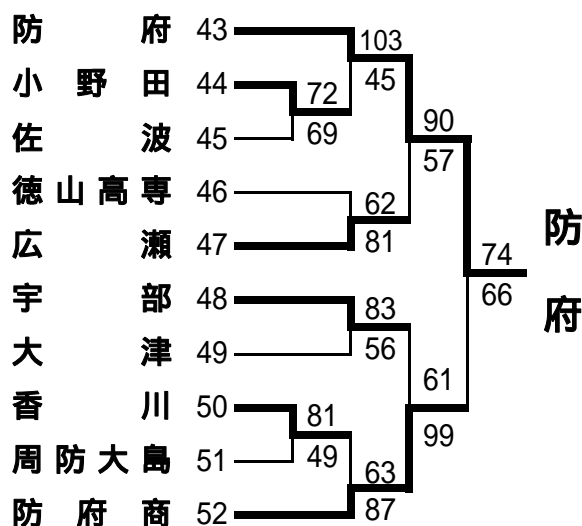 防府 43
小野田 44
佐波 45
徳山高専 46
広瀬 47
宇部 48
大津 49
香川 50
周防大島 51
防府商 52
72
69
81
49
103
45
62
81
83
56
63
87
90
57
61
99
74
66
防府